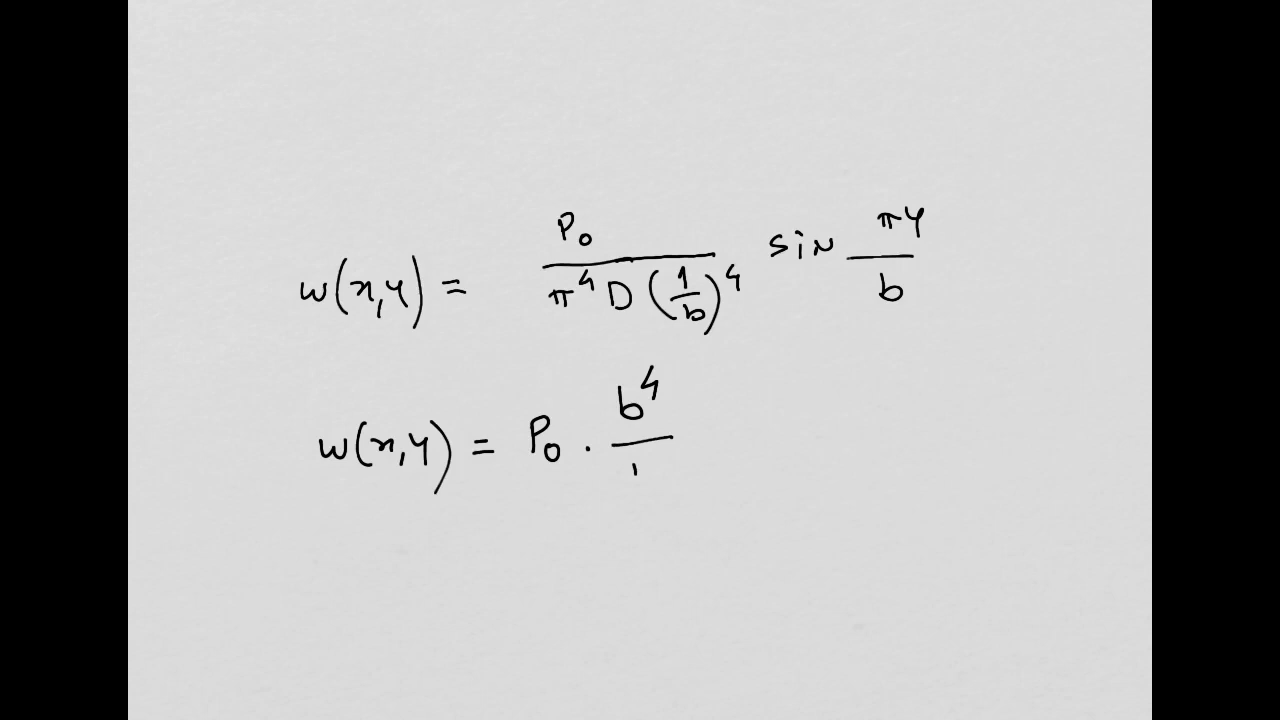 w(x,y) = P₀ / (π⁴ D (1/b)⁴) sin πy / b
w(x,y) = P₀ . b⁴ /